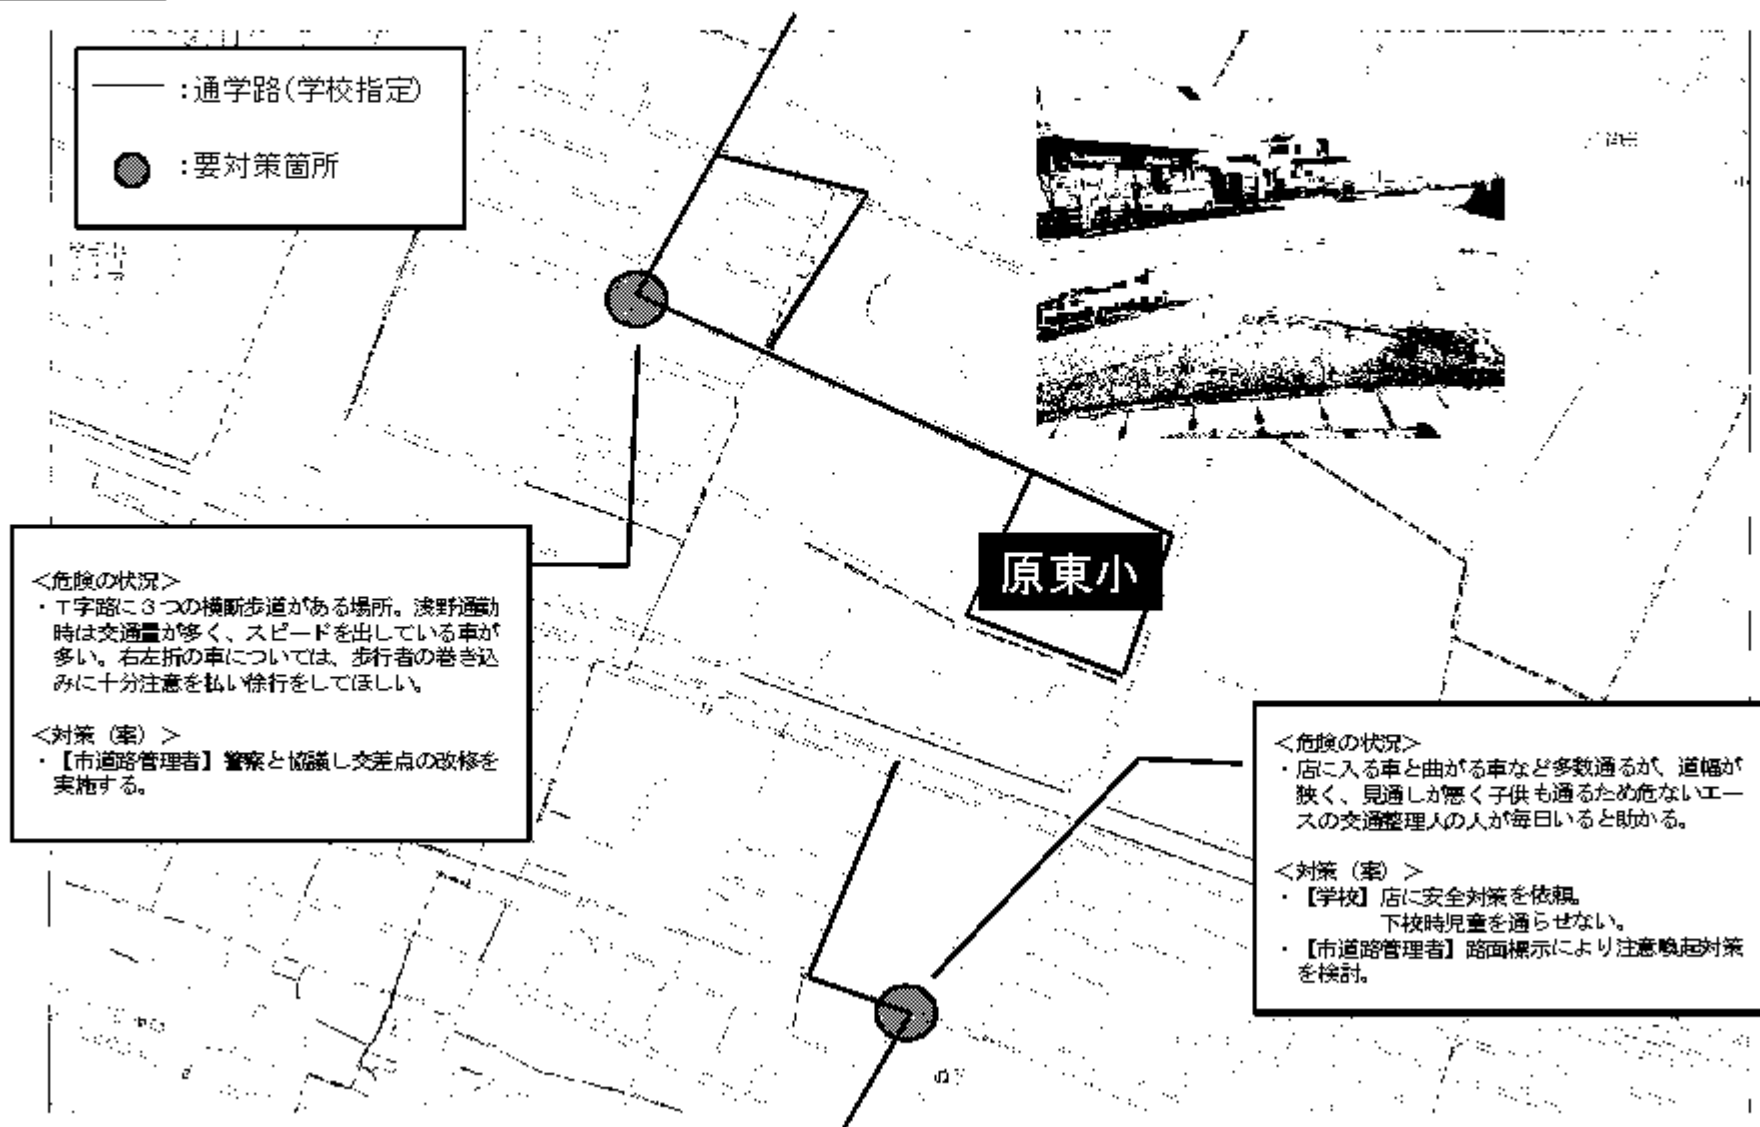 ：通学路(学校指定)
：要対策箇所
原東小
＜危険の状況＞
・Ｔ字路に３つの横断歩道がある場所。浅野通勤
時は交通量が多く、スピードを出している車が
多い。右左折の車については、歩行者の巻き込
みに十分注意を払い徐行をしてほしい。
＜対策（案）＞
・【市道路管理者】警察と協議し交差点の改修を
実施する。
＜危険の状況＞
・店に入る車と曲がる車など多数通るが、道幅が
狭く、見通しが悪く子供も通るため危ないエー
スの交通整理人の人が毎日いると助かる。
＜対策（案）＞
・【学校】店に安全対策を依頼。
下校時児童を通らせない。
・【市道路管理者】路面標示により注意喚起対策
を検討。